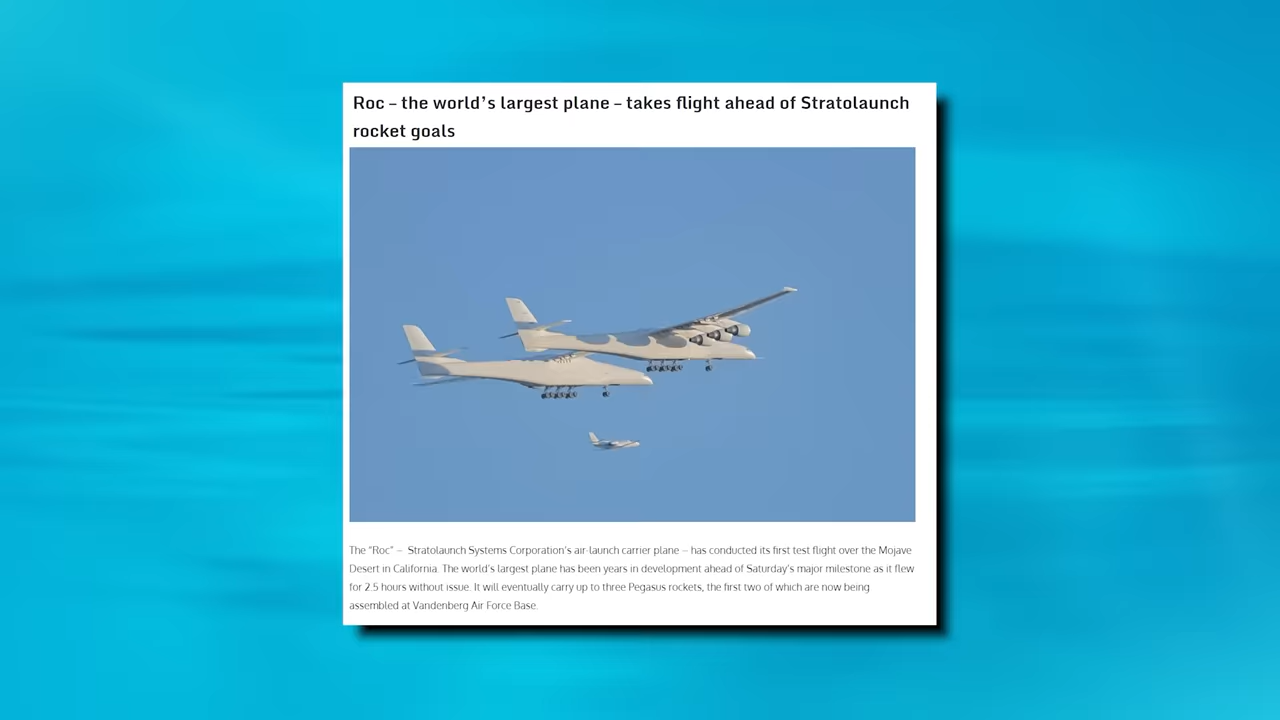 Roc – the world’s largest plane – takes flight ahead of Stratolaunch
rocket goals
The “Roc” – Stratolaunch Systems Corporation’s air-launch carrier plane – has conducted its first test flight over the Mojave
Desert in California. The world’s largest plane has been years in development ahead of Saturday’s major milestone as it flew
for 2.5 hours without issue. It will eventually carry up to three Pegasus rockets, the first two of which are now being
assembled at Vandenberg Air Force Base.